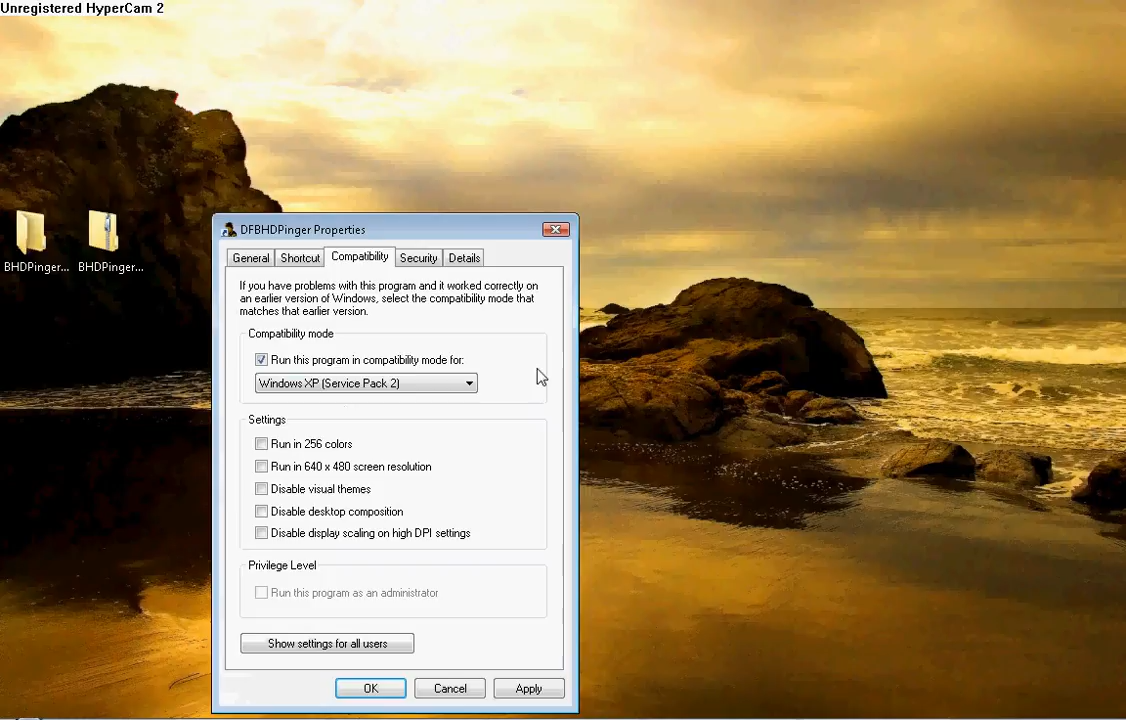 Unregistered HyperCam 2
BHDPinger...
BHDPinger...
DFBHDPinger Properties
General
Shortcut
Compatibility
Security
Details
If you have problems with this program and it worked correctly on
an earlier version of Windows, select the compatibility mode that
matches that earlier version.
Compatibility mode
Run this program in compatibility mode for:
Windows XP (Service Pack 2)
Settings
Run in 256 colors
Run in 640 x 480 screen resolution
Disable visual themes
Disable desktop composition
Disable display scaling on high DPI settings
Privilege Level
Run this program as an administrator
Show settings for all users
OK
Cancel
Apply